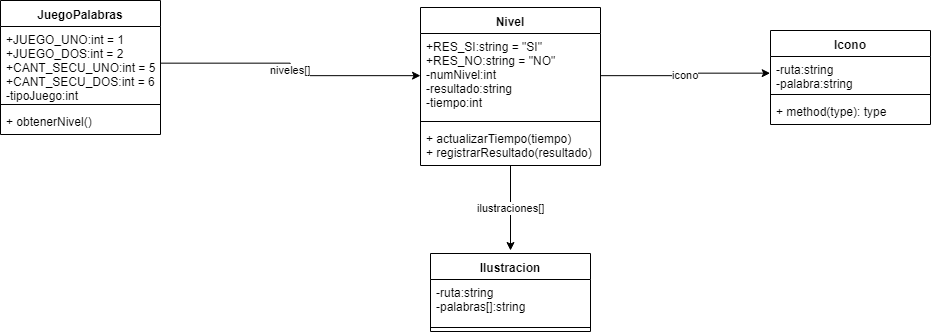 JuegoPalabras
+JUEGO_UNO:int = 1
+JUEGO_DOS:int = 2
+CANT_SECU_UNO:int = 5
+CANT_SECU_DOS:int = 6
-tipoJuego:int
+ obtenerNivel()
niveles[]
Nivel
+RES_SI:string = "SI"
+RES_NO:string = "NO"
-numNivel:int
-resultado:string
-tiempo:int
+ actualizarTiempo(tiempo)
+ registrarResultado(resultado)
icono
Icono
-ruta:string
-palabra:string
+ method(type): type
ilustraciones[]
Ilustracion
-ruta:string
-palabras[]:string